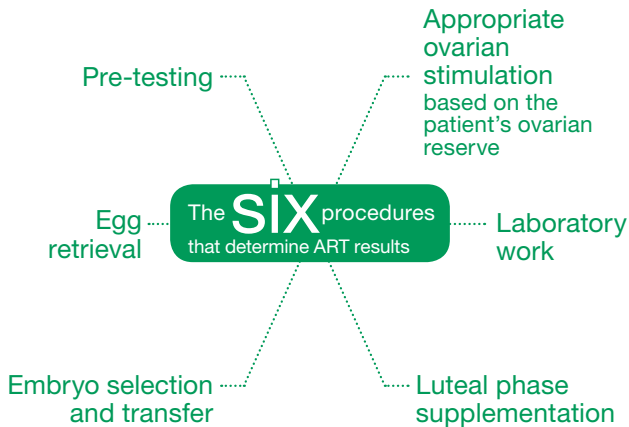 Pre-testing
Appropriate
ovarian
stimulation
based on the
patient’s ovarian
reserve
The six procedures
that determine ART results
Egg
retrieval
Laboratory
work
Embryo selection
and transfer
Luteal phase
supplementation